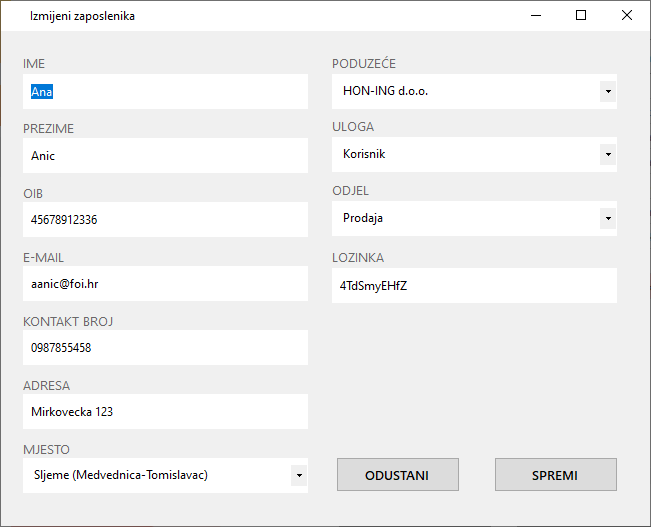 Izmijeni zaposlenika
IME
Ana
PREZIME
Anic
OIB
45678912336
E-MAIL
aanic@foi.hr
KONTAKT BROJ
0987855458
ADRESA
Mirkovecka 123
MJESTO
Sljeme (Medvednica-Tomislavac)
PODUZEĆE
HON-ING d.o.o.
ULOGA
Korisnik
ODJEL
Prodaja
LOZINKA
4TdSmyEHfZ
ODUSTANI
SPREMI